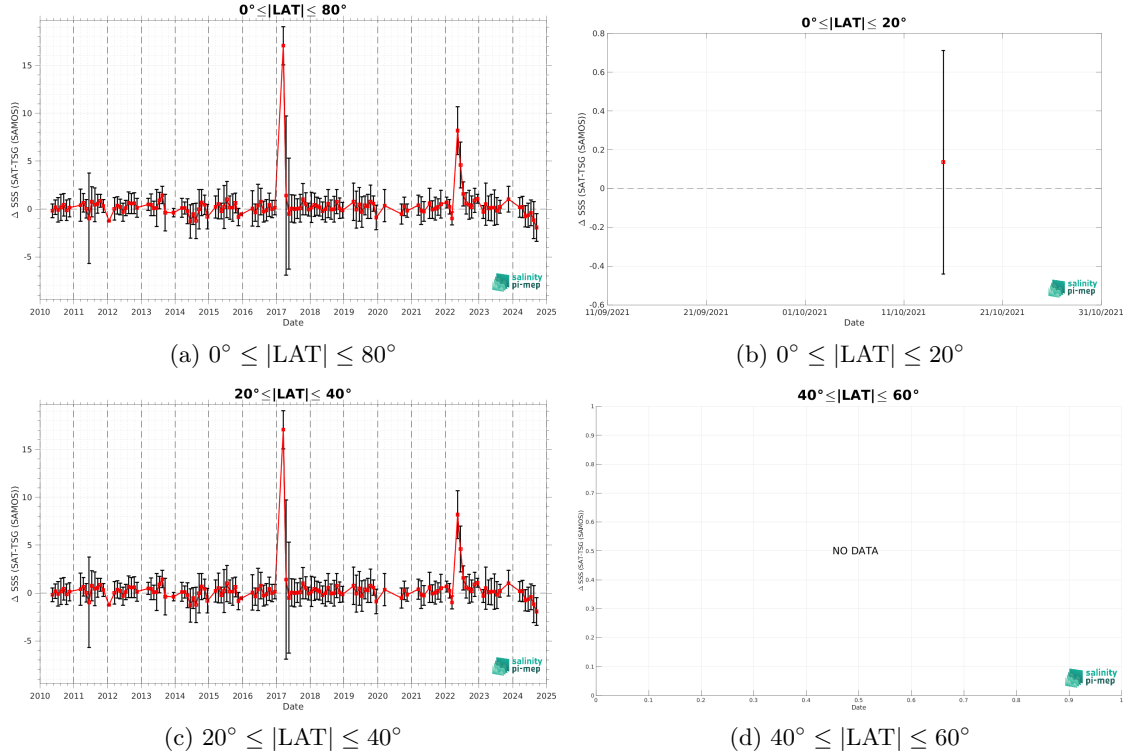 0°≤|LAT|≤ 80°
Δ SSS (SAT-TSG (SAMOS))
15
10
5
0
-5
2010 2011 2012 2013 2014 2015 2016 2017 2018 2019 2020 2021 2022 2023 2024 2025
Date
salinity
pi-mep
(a) 0° ≤ |LAT| ≤ 80°
0°≤|LAT|≤ 20°
Δ SSS (SAT-TSG (SAMOS))
0.8
0.6
0.4
0.2
0
-0.2
-0.4
-0.6
11/09/2021 21/09/2021 01/10/2021 11/10/2021 21/10/2021 31/10/2021
Date
salinity
pi-mep
(b) 0° ≤ |LAT| ≤ 20°
20°≤|LAT|≤ 40°
Δ SSS (SAT-TSG (SAMOS))
15
10
5
0
-5
2010 2011 2012 2013 2014 2015 2016 2017 2018 2019 2020 2021 2022 2023 2024 2025
Date
salinity
pi-mep
(c) 20° ≤ |LAT| ≤ 40°
40°≤|LAT|≤ 60°
Δ SSS (SAT-TSG (SAMOS))
1
0.9
0.8
0.7
0.6
0.5
0.4
0.3
0.2
0.1
0
NO DATA
0 0.1 0.2 0.3 0.4 0.5 0.6 0.7 0.8 0.9 1
Date
salinity
pi-mep
(d) 40° ≤ |LAT| ≤ 60°